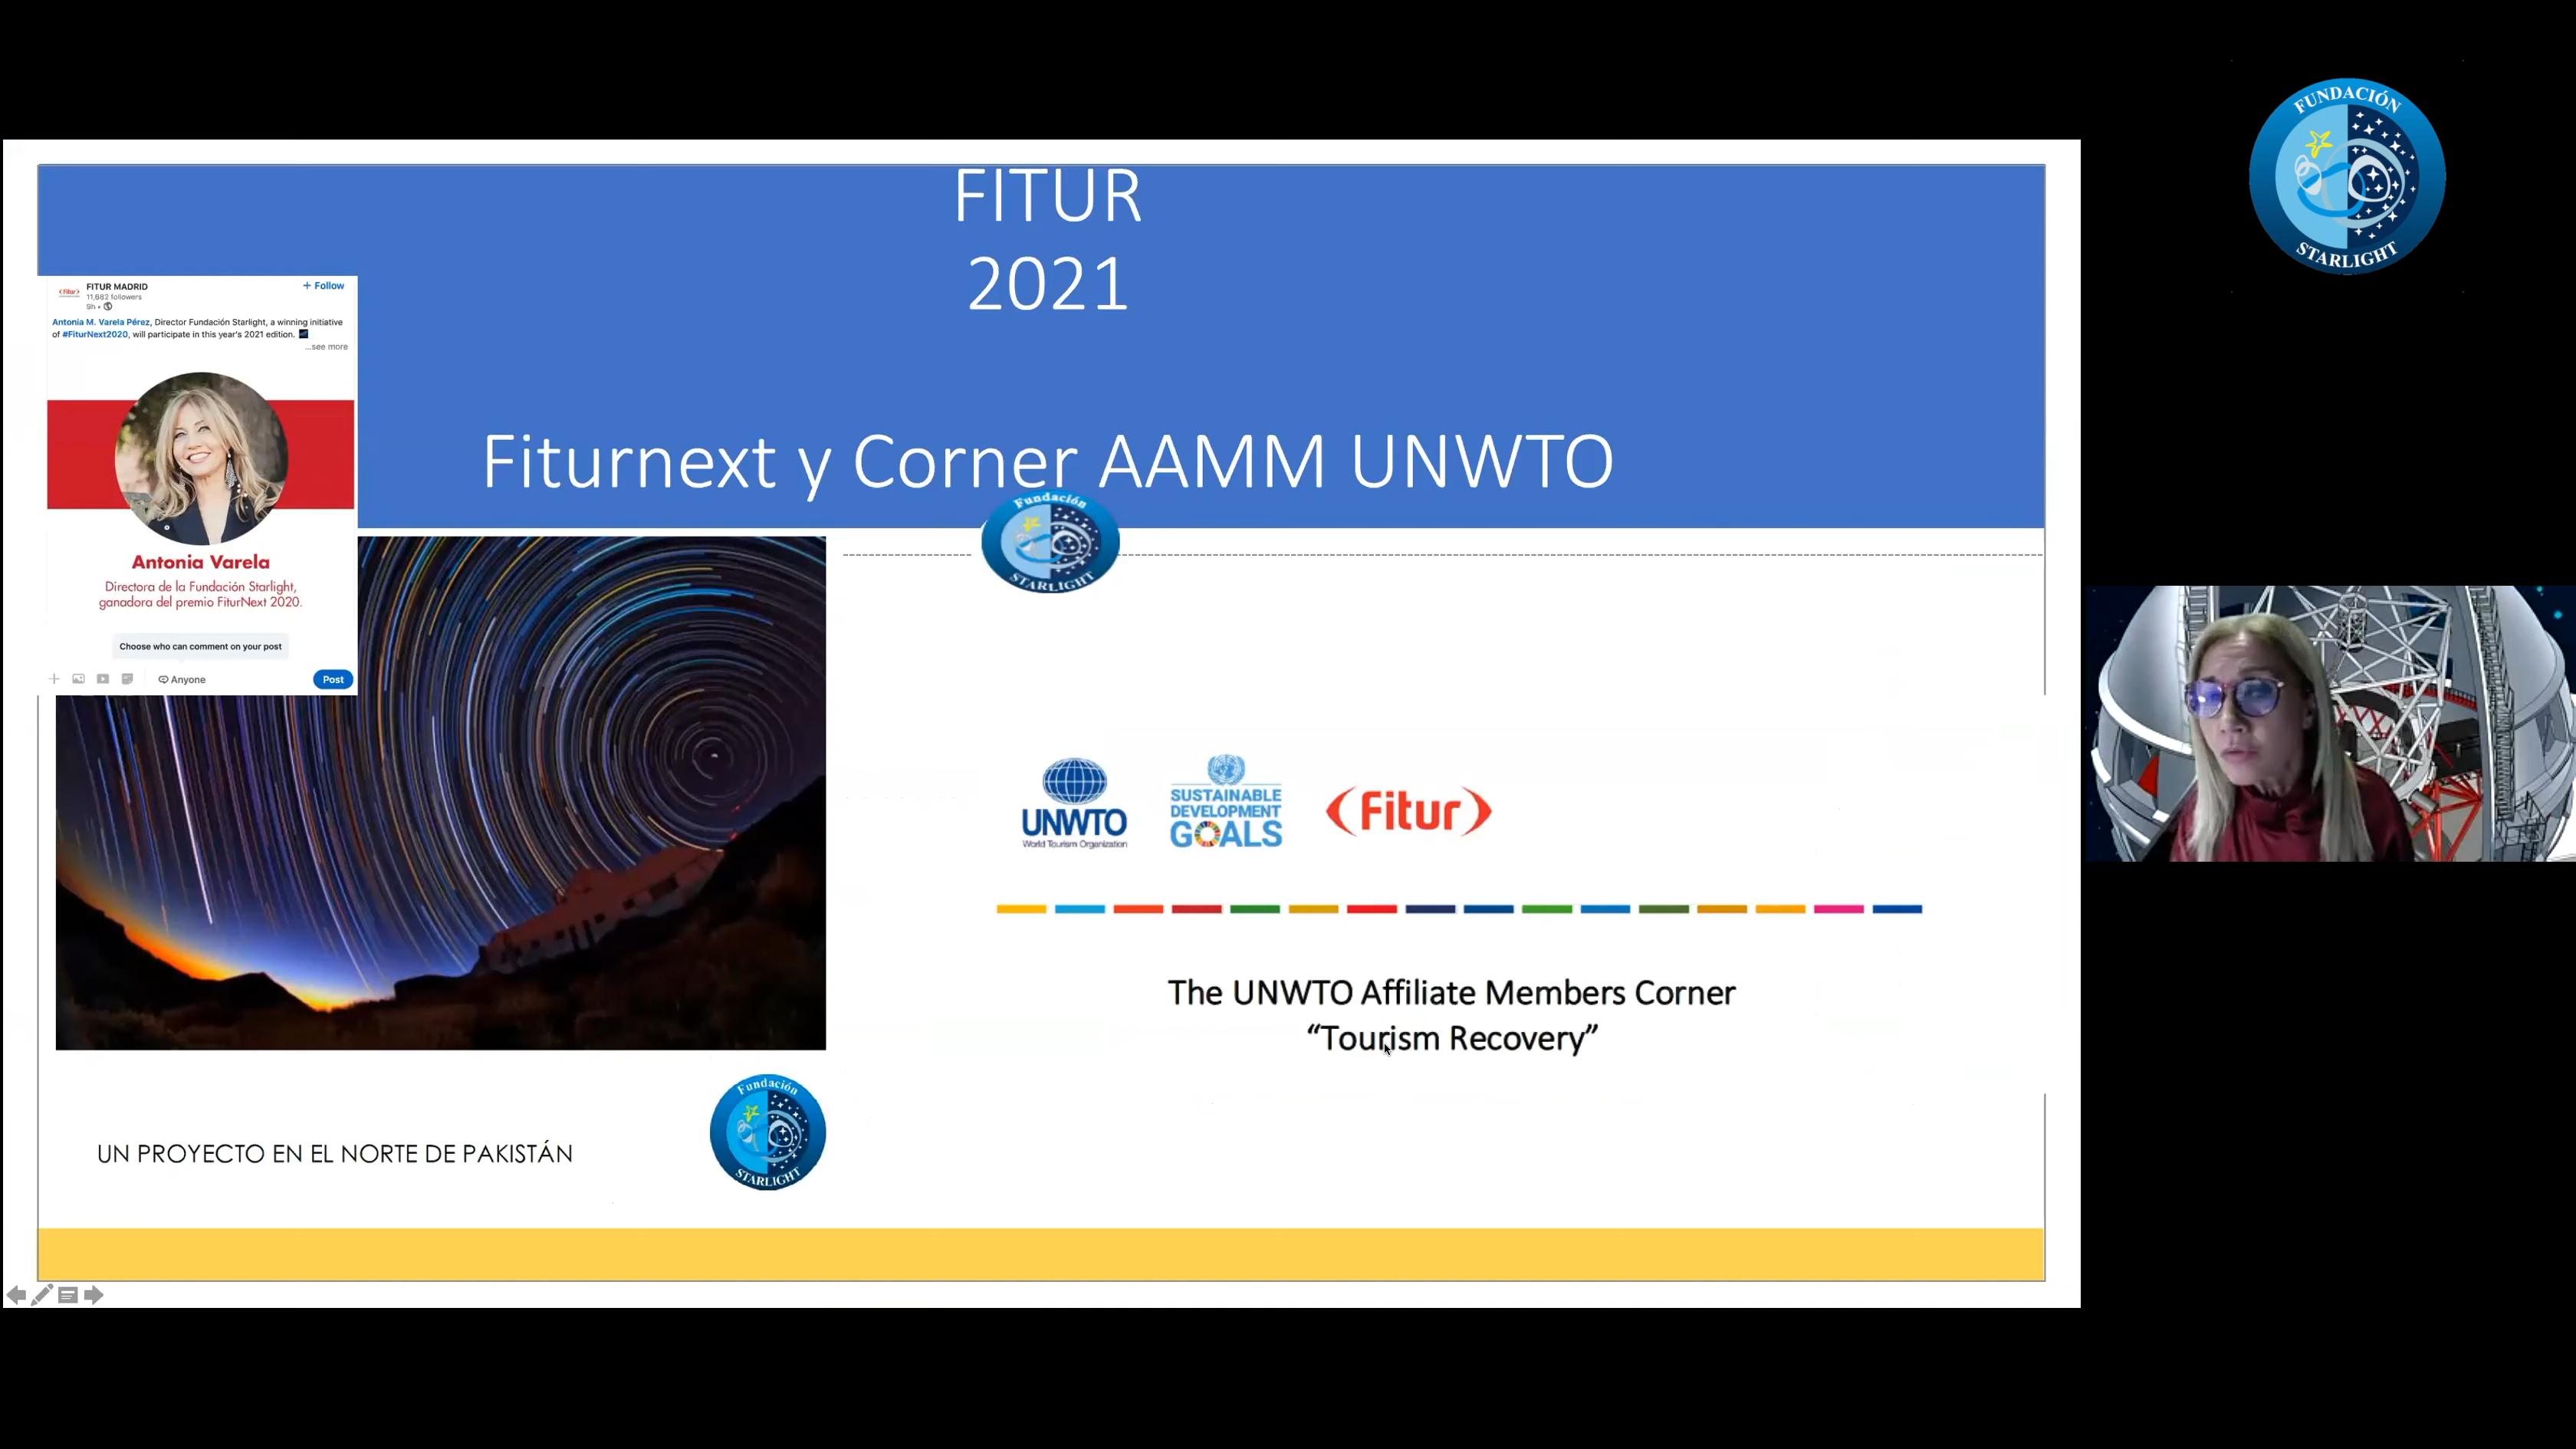 FUNDACIÓN
STARLIGHT
FITUR
2021
Fiturnext y Corner AAMM UNWTO
Fitur
FITUR MADRID
+ Follow
11,682 followers
9h •
Antonia M. Varela Pérez, Director Fundación Starlight, a winning initiative
of #FiturNext2020, will participate in this year's 2021 edition.
...see more
Antonia Varela
Directora de la Fundación Starlight,
ganadora del premio FiturNext 2020.
Choose who can comment on your post
Anyone
Post
Fundación
STARLIGHT
UNWTO
World Tourism Organization
SUSTAINABLE
DEVELOPMENT
GOALS
Fitur
The UNWTO Affiliate Members Corner
“Tourism Recovery”
UN PROYECTO EN EL NORTE DE PAKISTÁN
Fundación
STARLIGHT